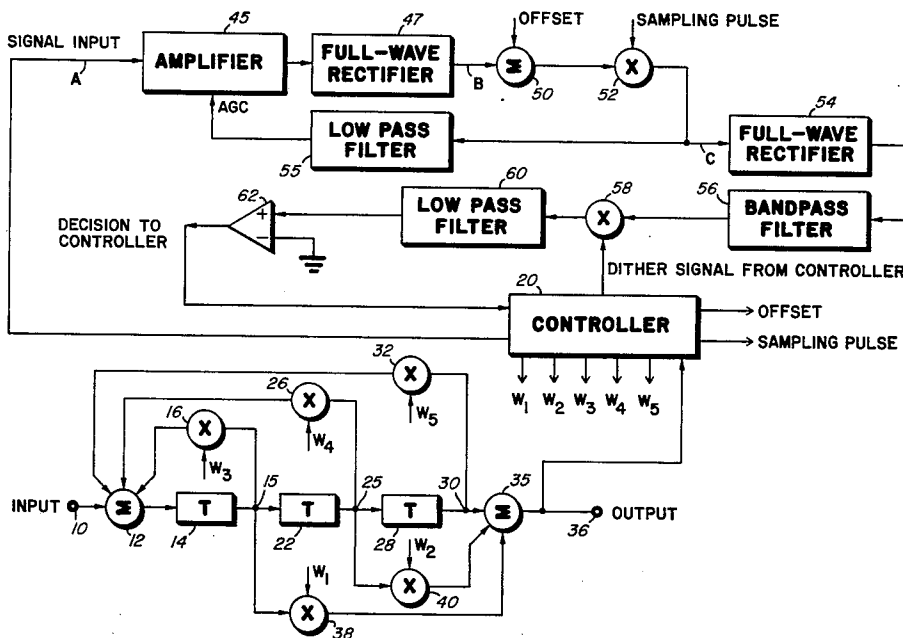 45
47
OFFSET
SAMPLING PULSE
SIGNAL INPUT
A
AMPLIFIER
FULL-WAVE
RECTIFIER
B
Σ
50
X
52
54
AGC
LOW PASS
FILTER
55
C
FULL-WAVE
RECTIFIER
60
58
56
62
DECISION TO
CONTROLLER
+
−
LOW PASS
FILTER
X
BANDPASS
FILTER
DITHER SIGNAL FROM CONTROLLER
20
CONTROLLER
OFFSET
SAMPLING PULSE
W1 W2 W3 W4 W5
32
X
W5
26
X
W4
16
X
W3
INPUT
10
Σ
12
T
14
15
T
22
25
T
28
30
35
Σ
36
OUTPUT
W2
X
40
W1
X
38